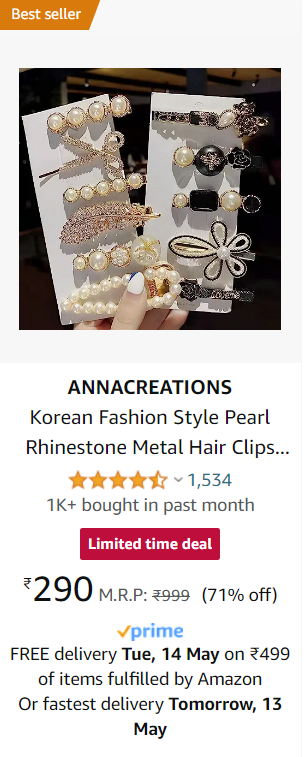 Best seller
ANNACREATIONS
Korean Fashion Style Pearl
Rhinestone Metal Hair Clips...
1,534
1K+ bought in past month
Limited time deal
₹290 M.R.P: ₹999 (71% off)
prime
FREE delivery Tue, 14 May on ₹499
of items fulfilled by Amazon
Or fastest delivery Tomorrow, 13
May